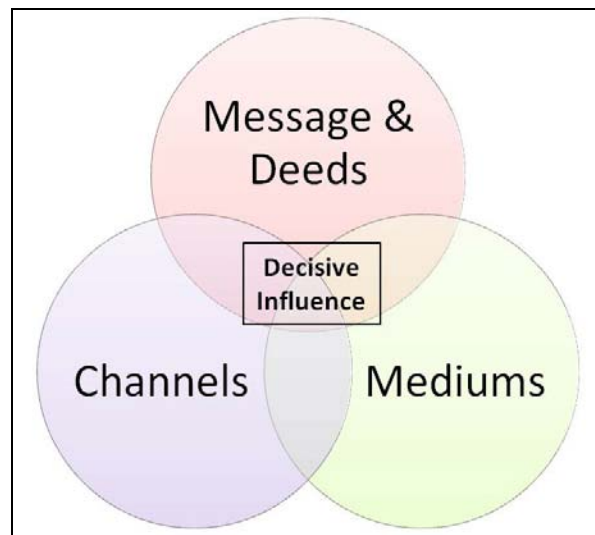 Message &
Deeds
Decisive
Influence
Channels
Mediums